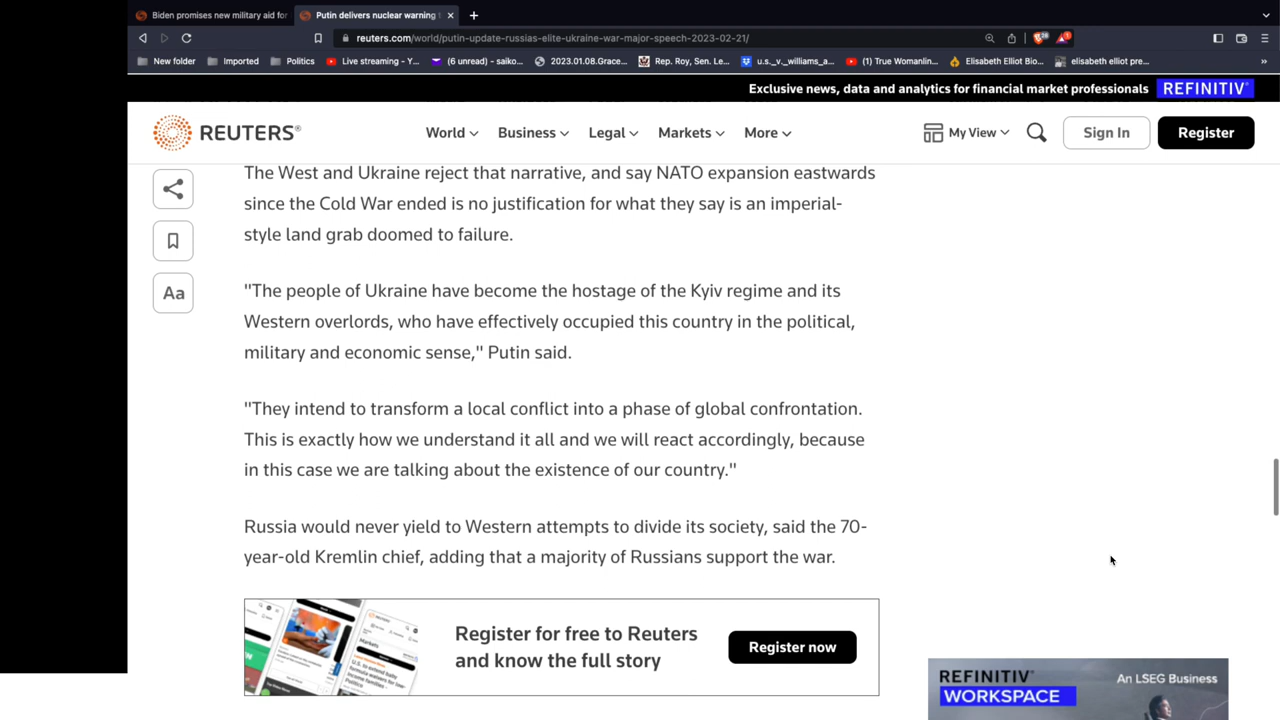 Biden promises new military aid for
Putin delivers nuclear warning
reuters.com/world/putin-update-russias-elite-ukraine-war-major-speech-2023-02-21/
New folder
Imported
Politics
Live streaming - Y...
(6 unread) - saiko...
2023.01.08.Grace...
Rep. Roy, Sen. Le...
u.s._v._williams_a...
(1) True Womanlin...
Elisabeth Elliot Bio...
elisabeth elliot pre...
Exclusive news, data and analytics for financial market professionals REFINITIV
REUTERS®
World
Business
Legal
Markets
More
My View
Sign In
Register
The West and Ukraine reject that narrative, and say NATO expansion eastwards
since the Cold War ended is no justification for what they say is an imperial-
style land grab doomed to failure.
Aa
"The people of Ukraine have become the hostage of the Kyiv regime and its
Western overlords, who have effectively occupied this country in the political,
military and economic sense," Putin said.
"They intend to transform a local conflict into a phase of global confrontation.
This is exactly how we understand it all and we will react accordingly, because
in this case we are talking about the existence of our country."
Russia would never yield to Western attempts to divide its society, said the 70-
year-old Kremlin chief, adding that a majority of Russians support the war.
Register for free to Reuters
and know the full story
Register now
REFINITIV
WORKSPACE
An LSEG Business